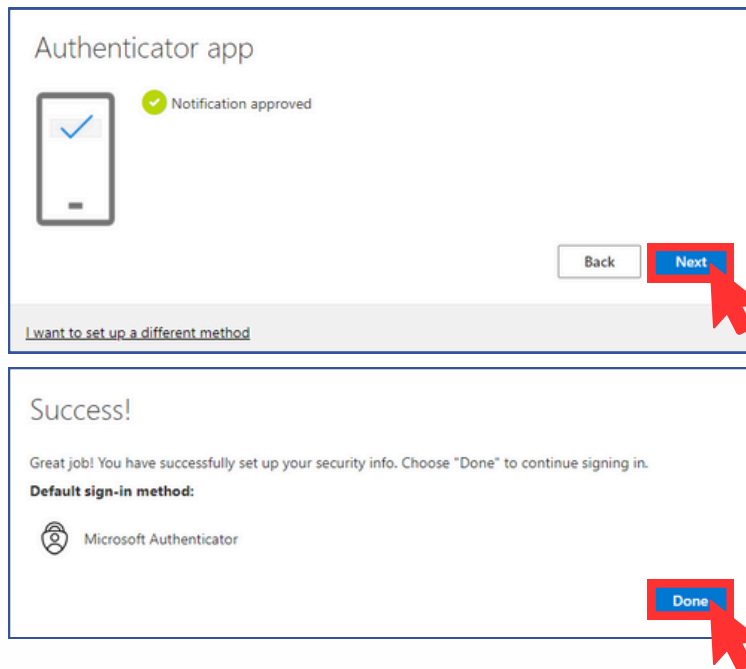 Authenticator app
Notification approved
Back
Next
I want to set up a different method
Success!
Great job! You have successfully set up your security info. Choose "Done" to continue signing in.
Default sign-in method:
Microsoft Authenticator
Done